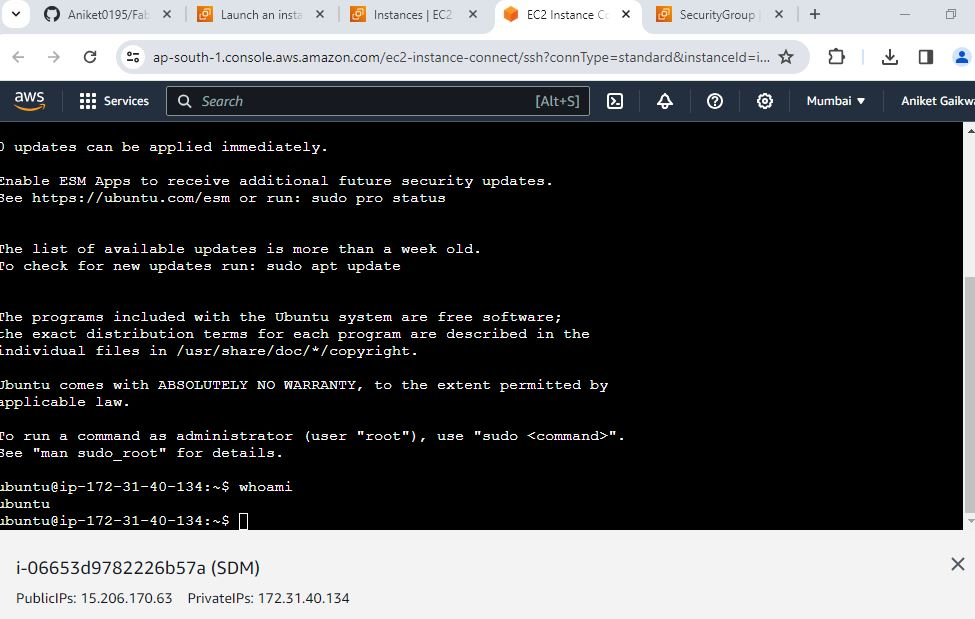 Aniket0195/Fab
Launch an insta
Instances | EC2
EC2 Instance Co
SecurityGroup
ap-south-1.console.aws.amazon.com/ec2-instance-connect/ssh?connType=standard&instanceId=i...
aws
Services
Search
[Alt+S]
Mumbai
Aniket Gaikwa
0 updates can be applied immediately.
Enable ESM Apps to receive additional future security updates.
See https://ubuntu.com/esm or run: sudo pro status
The list of available updates is more than a week old.
To check for new updates run: sudo apt update
The programs included with the Ubuntu system are free software;
the exact distribution terms for each program are described in the
individual files in /usr/share/doc/*/copyright.
Ubuntu comes with ABSOLUTELY NO WARRANTY, to the extent permitted by
applicable law.
To run a command as administrator (user "root"), use "sudo <command>".
See "man sudo_root" for details.
ubuntu@ip-172-31-40-134:~$ whoami
ubuntu
ubuntu@ip-172-31-40-134:~$
i-06653d9782226b57a (SDM)
PublicIPs: 15.206.170.63 PrivateIPs: 172.31.40.134